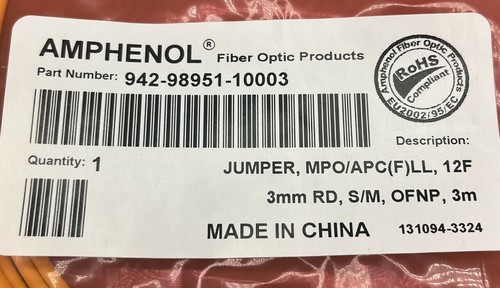 AMPHENOL® Fiber Optic Products
Part Number: 942-98951-10003
Amphenol Fiber Optic Products
RoHS
Compliant
EU2002/95/EC
Description:
Quantity: 1
JUMPER, MPO/APC(F)LL, 12F
3mm RD, S/M, OFNP, 3m
MADE IN CHINA
131094-3324